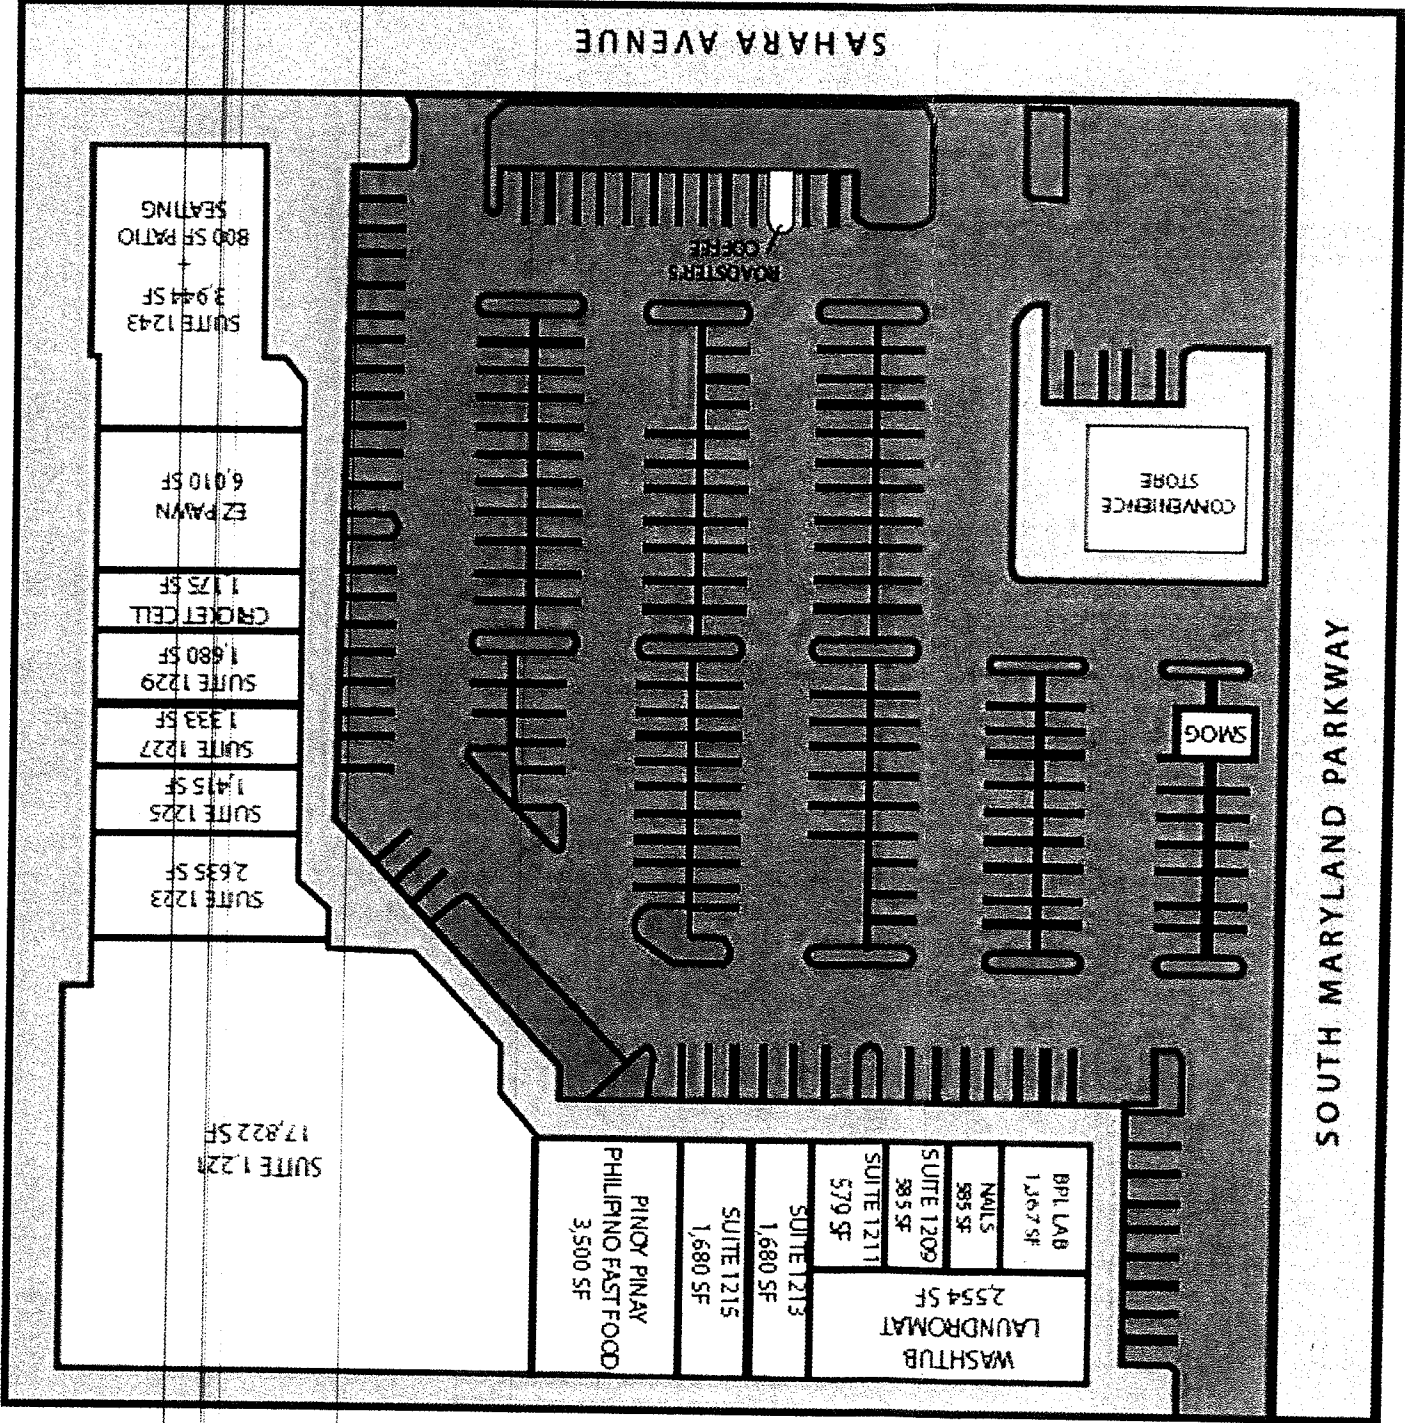 SAHARA AVENUE
SOUTH MARYLAND PARKWAY
WASHTUB
LAUNDROMAT
2,554 SF
BPL LAB
1,367 SF
NAILS
585 SF
SUITE 1209
585 SF
SUITE 1211
579 SF
SUITE 1213
1,680 SF
SUITE 1215
1,680 SF
PINOY PINAY
PHILIPINO FAST FOOD
3,500 SF
SUITE 1,221
17,822 SF
SUITE 1223
2,635 SF
SUITE 1225
1,415 SF
SUITE 1227
1,333 SF
SUITE 1229
1,680 SF
CRICKET CELL
1,175 SF
EZ PAWN
6,010 SF
SUITE 1243
3,944 SF
+
800 SF PATIO
SEATING
SMOG
CONVENIENCE
STORE
ROADSTERS
COFFEE